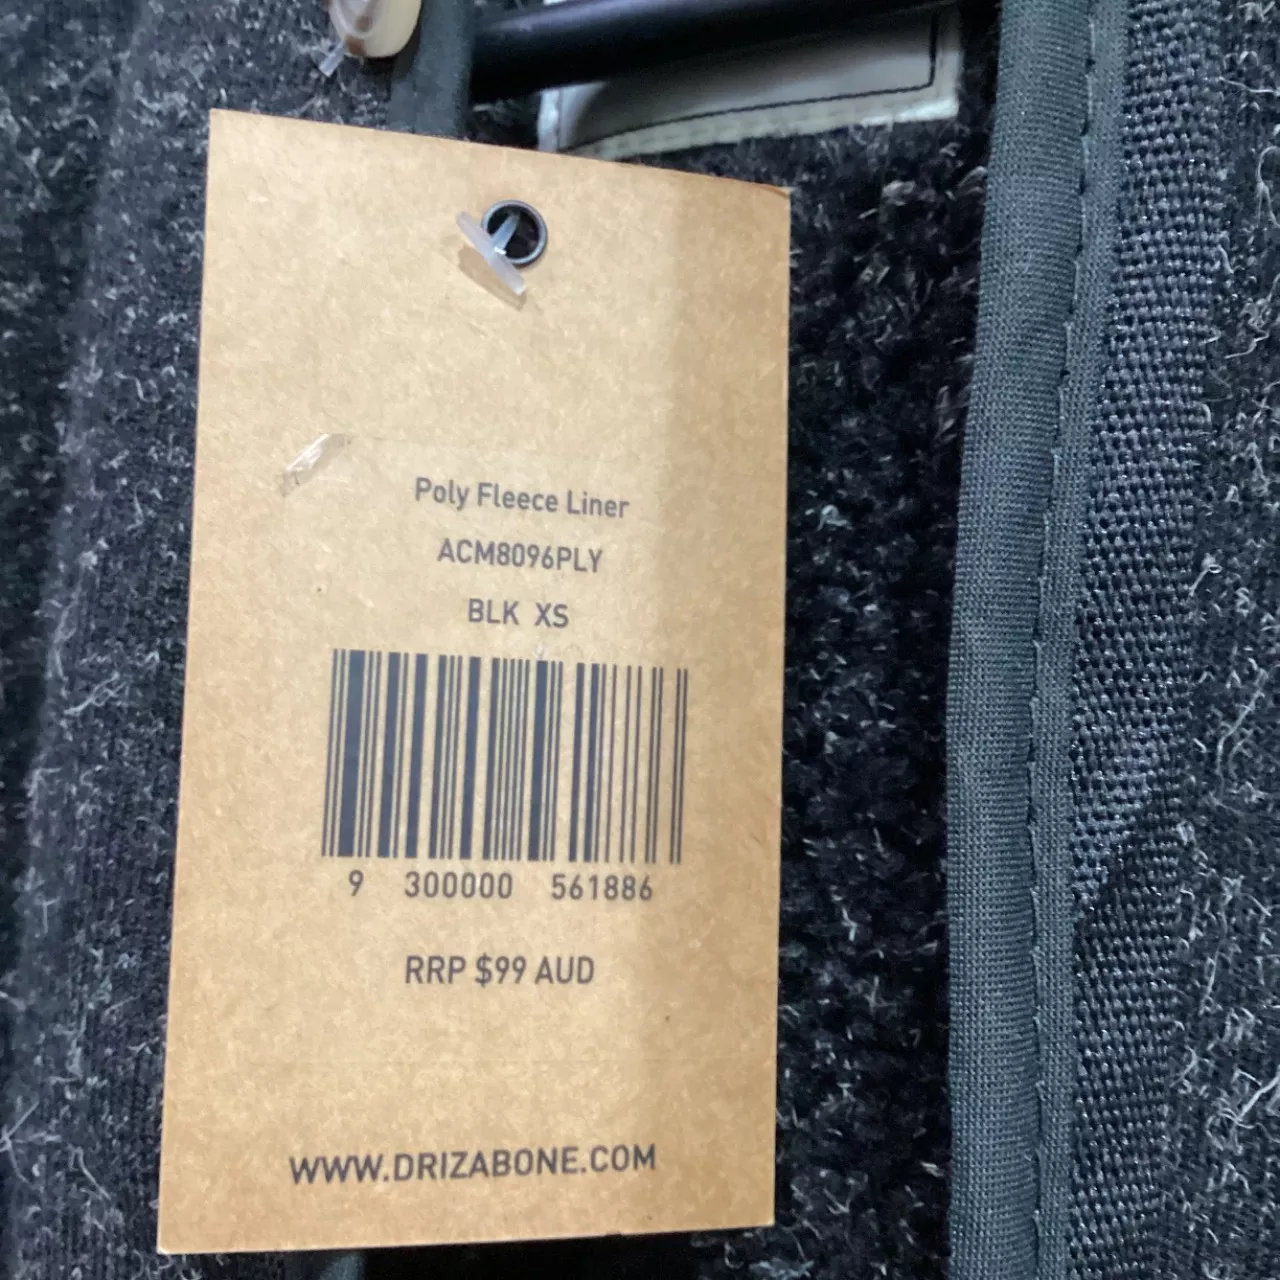 Poly Fleece Liner
ACM8096PLY
BLK XS
9 300000 561886
RRP $99 AUD
WWW.DRIZABONE.COM